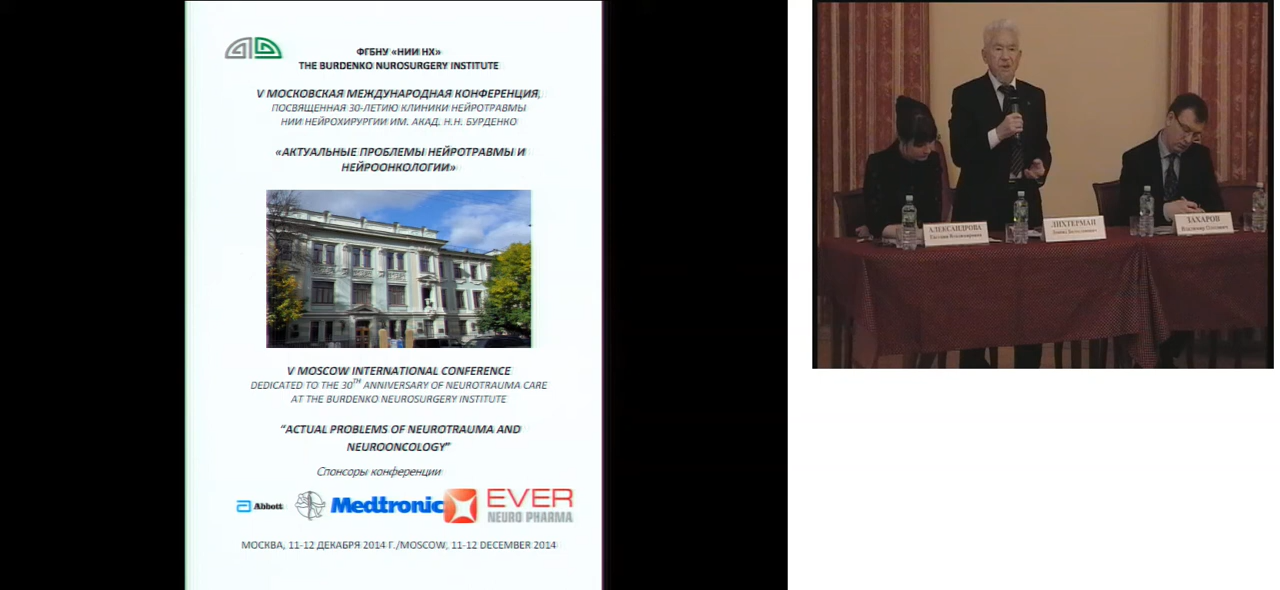 ФГБНУ «НИИ НХ»
THE BURDENKO NUROSURGERY INSTITUTE
V МОСКОВСКАЯ МЕЖДУНАРОДНАЯ КОНФЕРЕНЦИЯ,
ПОСВЯЩЕННАЯ 30-ЛЕТИЮ КЛИНИКИ НЕЙРОТРАВМЫ
НИИ НЕЙРОХИРУРГИИ ИМ. АКАД. Н.Н. БУРДЕНКО
«АКТУАЛЬНЫЕ ПРОБЛЕМЫ НЕЙРОТРАВМЫ И
НЕЙРООНКОЛОГИИ»
V MOSCOW INTERNATIONAL CONFERENCE
DEDICATED TO THE 30TH ANNIVERSARY OF NEUROTRAUMA CARE
AT THE BURDENKO NEUROSURGERY INSTITUTE
"ACTUAL PROBLEMS OF NEUROTRAUMA AND
NEUROONCOLOGY"
Спонсоры конференции
Abbott
Medtronic
EVER
NEURO PHARMA
МОСКВА, 11-12 ДЕКАБРЯ 2014 Г./MOSCOW, 11-12 DECEMBER 2014
АЛЕКСАНДРОВА
ЛИХТЕРМАН
ЗАХАРОВ